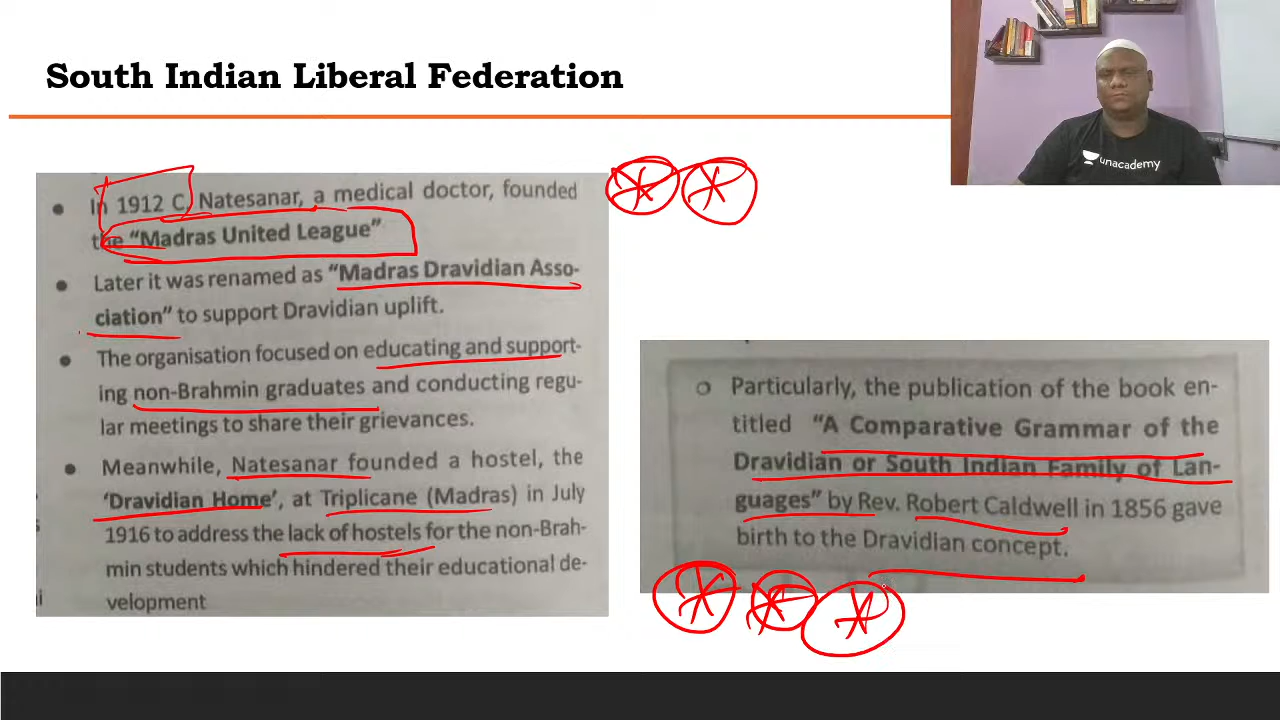 South Indian Liberal Federation
unacademy
In 1912 C. Natesanar, a medical doctor, founded
the “Madras United League”
Later it was renamed as “Madras Dravidian Asso-
ciation” to support Dravidian uplift.
The organisation focused on educating and support-
ing non-Brahmin graduates and conducting regu-
lar meetings to share their grievances.
Meanwhile, Natesanar founded a hostel, the
‘Dravidian Home’, at Triplicane (Madras) in July
1916 to address the lack of hostels for the non-Brah-
min students which hindered their educational de-
velopment
Particularly, the publication of the book en-
titled “A Comparative Grammar of the
Dravidian or South Indian Family of Lan-
guages” by Rev. Robert Caldwell in 1856 gave
birth to the Dravidian concept.